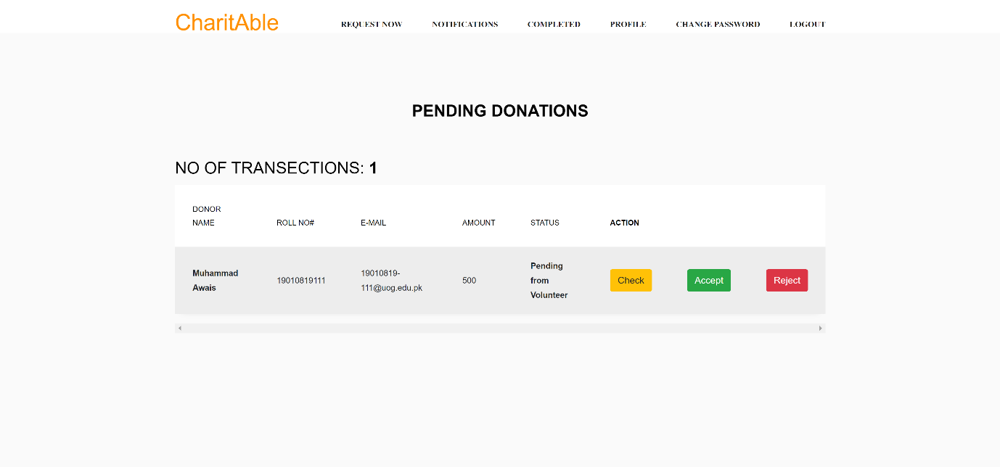 CharitAble
REQUEST NOW
NOTIFICATIONS
COMPLETED
PROFILE
CHANGE PASSWORD
LOGOUT
PENDING DONATIONS
NO OF TRANSECTIONS: 1
DONOR
NAME
ROLL NO#
E-MAIL
AMOUNT
STATUS
ACTION
Muhammad
Awais
19010819111
19010819-
111@uog.edu.pk
500
Pending
from
Volunteer
Check
Accept
Reject